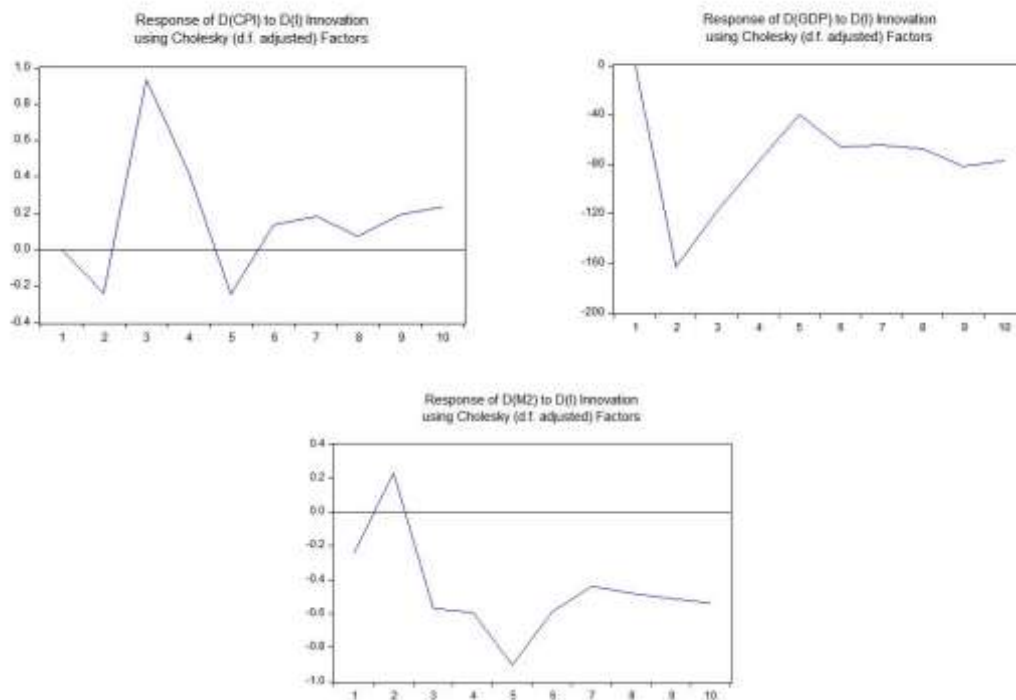 Response of D(CPI) to D(I) Innovation
using Cholesky (d.f. adjusted) Factors
1.0
0.8
0.6
0.4
0.2
0.0
-0.2
-0.4
1 2 3 4 5 6 7 8 9 10
Response of D(GDP) to D(I) Innovation
using Cholesky (d.f. adjusted) Factors
0
-40
-80
-120
-160
-200
1 2 3 4 5 6 7 8 9 10
Response of D(M2) to D(I) Innovation
using Cholesky (d.f. adjusted) Factors
0.4
0.2
0.0
-0.2
-0.4
-0.6
-0.8
-1.0
1 2 3 4 5 6 7 8 9 10